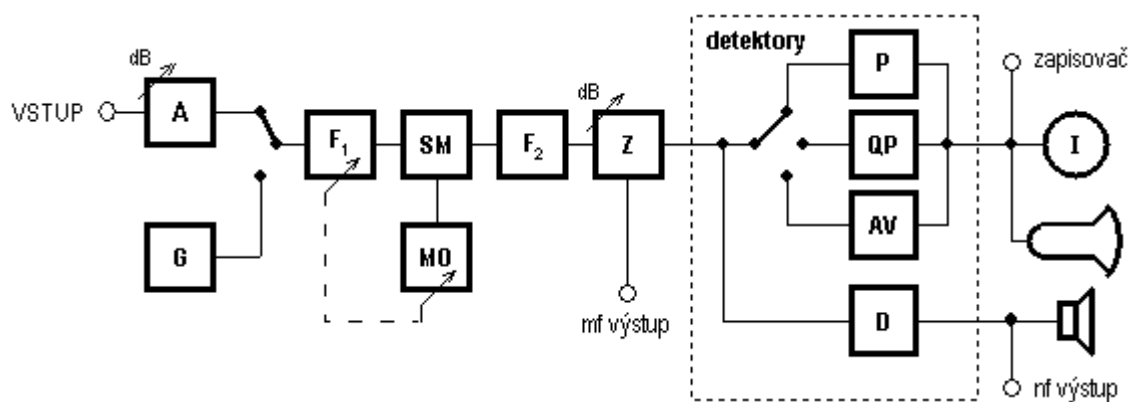 detektory
dB
P
zapisovač
VSTUP
A
dB
F1
SM
F2
Z
QP
I
G
MO
AV
mf výstup
D
nf výstup